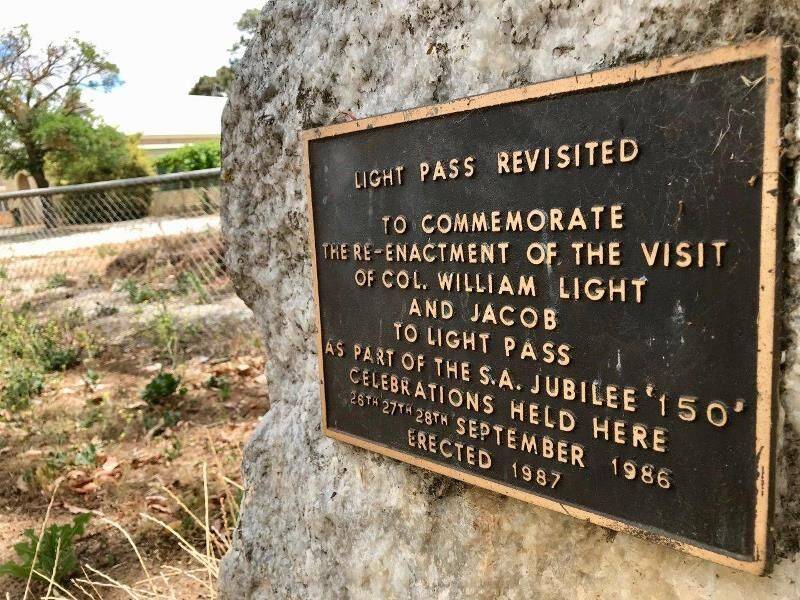 LIGHT PASS REVISITED
TO COMMEMORATE
THE RE-ENACTMENT OF THE VISIT
OF COL. WILLIAM LIGHT
AND JACOB
TO LIGHT PASS
AS PART OF THE S.A. JUBILEE '150'
CELEBRATIONS HELD HERE
26TH 27TH 28TH SEPTEMBER 1986
ERECTED 1987